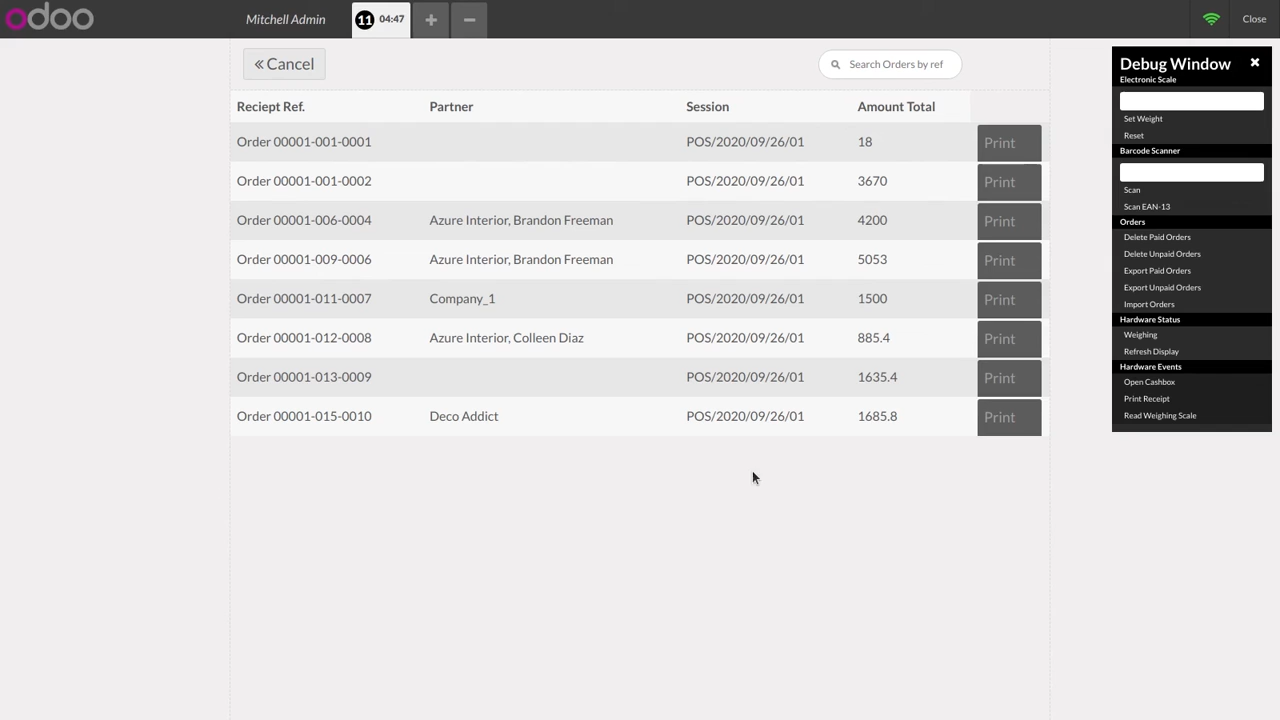 odoo Mitchell Admin 11 04:47 + − Close
Cancel Search Orders by ref
Reciept Ref. Partner Session Amount Total
Order 00001-001-0001 POS/2020/09/26/01 18 Print
Order 00001-001-0002 POS/2020/09/26/01 3670 Print
Order 00001-006-0004 Azure Interior, Brandon Freeman POS/2020/09/26/01 4200 Print
Order 00001-009-0006 Azure Interior, Brandon Freeman POS/2020/09/26/01 5053 Print
Order 00001-011-0007 Company_1 POS/2020/09/26/01 1500 Print
Order 00001-012-0008 Azure Interior, Colleen Diaz POS/2020/09/26/01 885.4 Print
Order 00001-013-0009 POS/2020/09/26/01 1635.4 Print
Order 00001-015-0010 Deco Addict POS/2020/09/26/01 1685.8 Print
Debug Window
Electronic Scale
Set Weight
Reset
Barcode Scanner
Scan
Scan EAN-13
Orders
Delete Paid Orders
Delete Unpaid Orders
Export Paid Orders
Export Unpaid Orders
Import Orders
Hardware Status
Weighing
Refresh Display
Hardware Events
Open Cashbox
Print Receipt
Read Weighing Scale